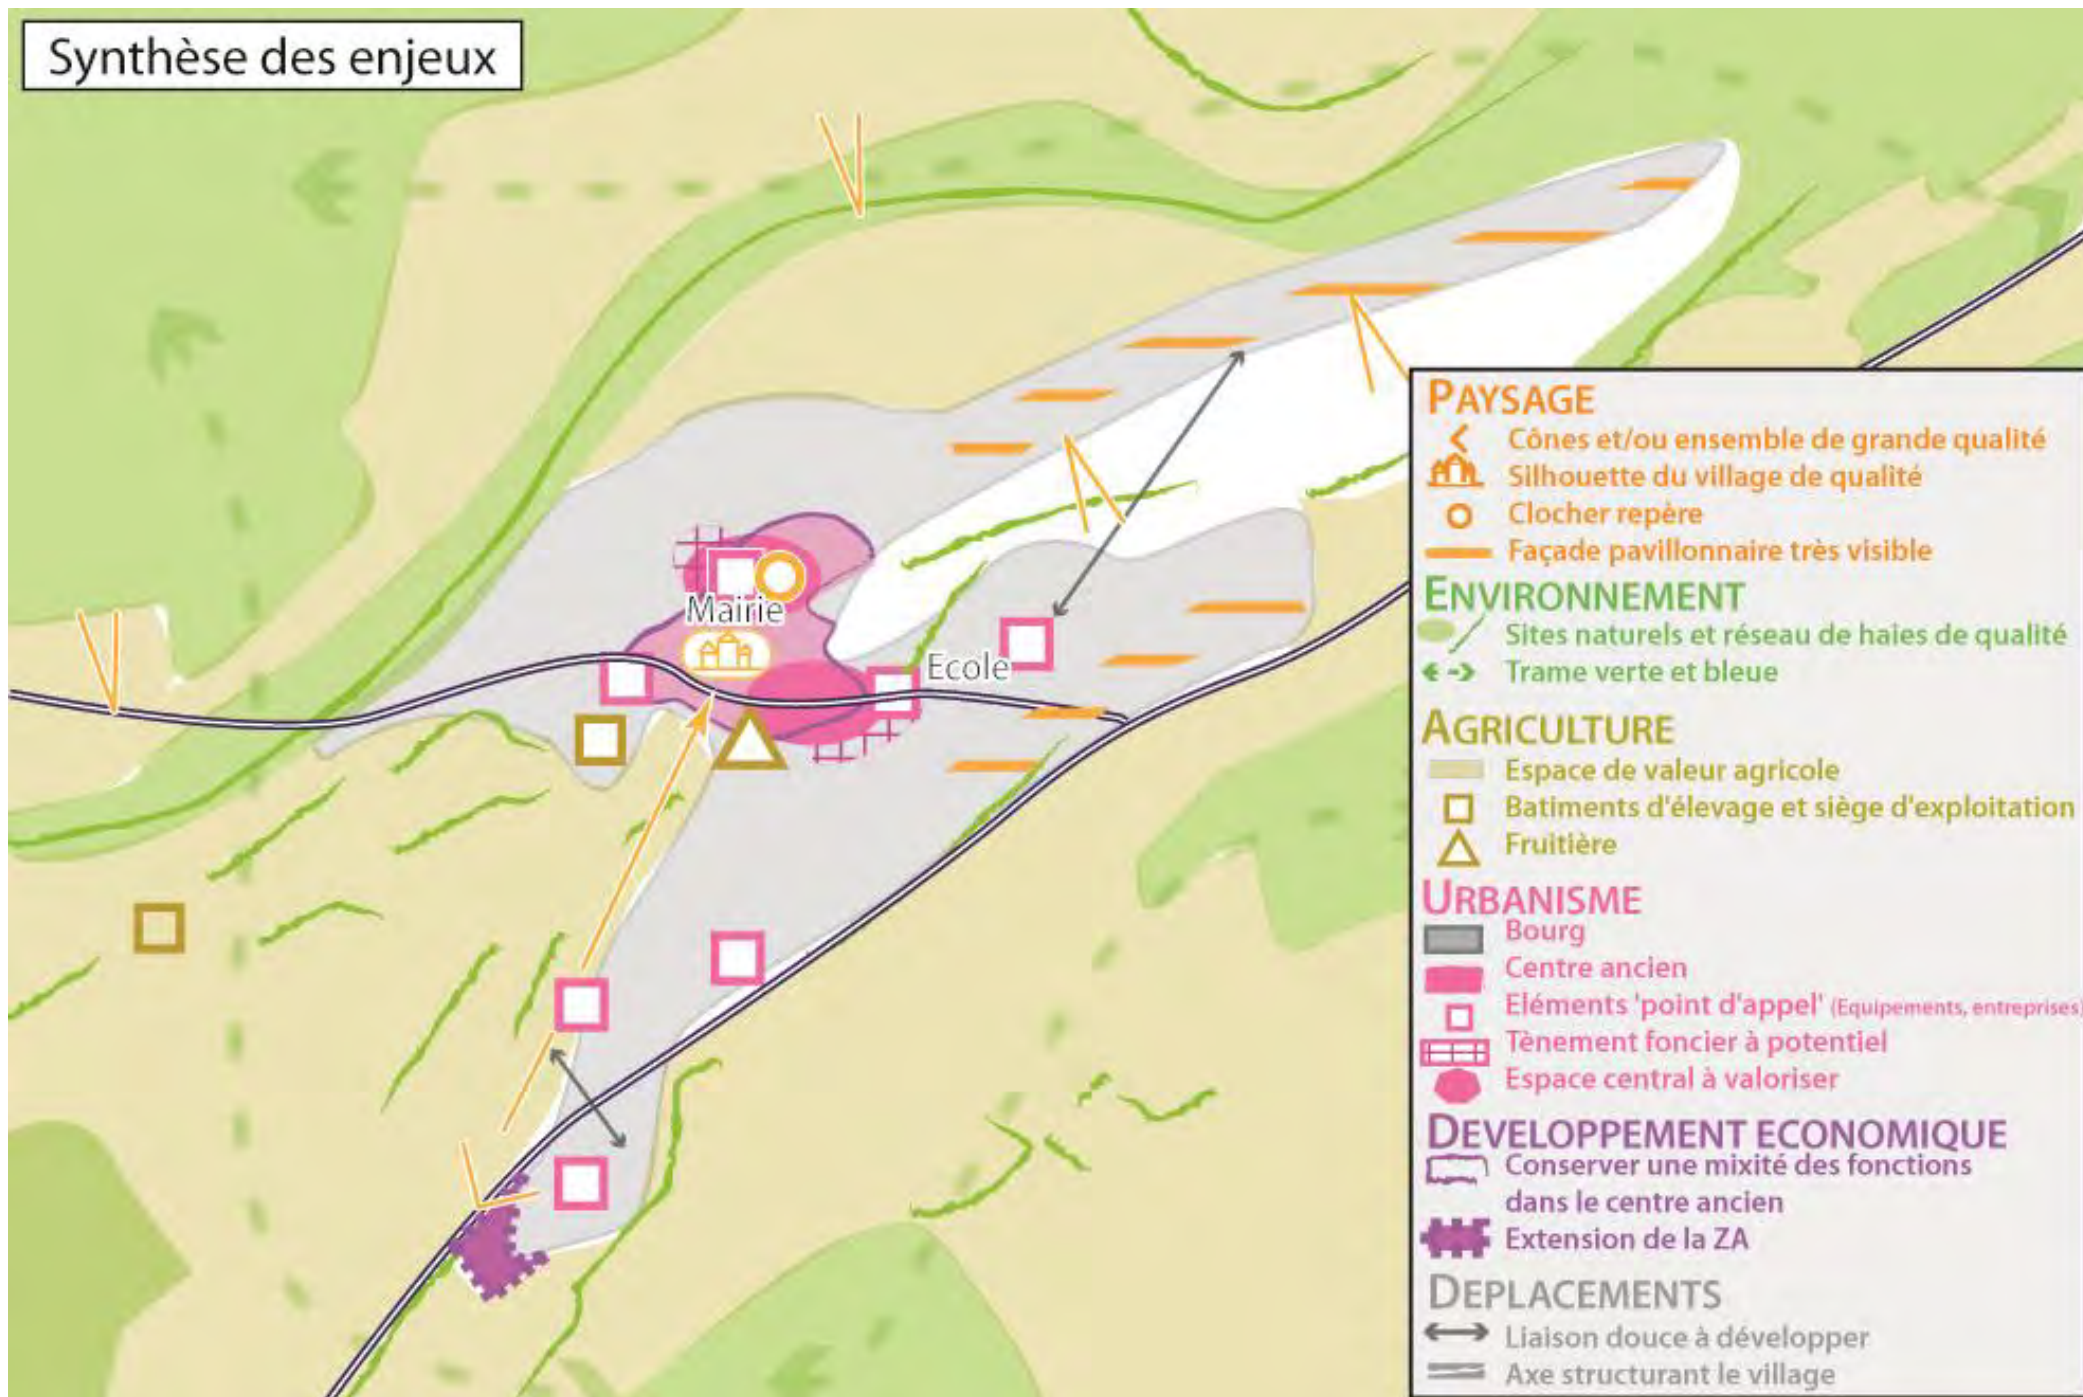 Synthèse des enjeux
Mairie
Ecole
PAYSAGE
Cônes et/ou ensemble de grande qualité
Silhouette du village de qualité
Clocher repère
Façade pavillonnaire très visible
ENVIRONNEMENT
Sites naturels et réseau de haies de qualité
Trame verte et bleue
AGRICULTURE
Espace de valeur agricole
Batiments d'élevage et siège d'exploitation
Fruitière
URBANISME
Bourg
Centre ancien
Eléments 'point d'appel' (Equipements, entreprises)
Tènement foncier à potentiel
Espace central à valoriser
DEVELOPPEMENT ECONOMIQUE
Conserver une mixité des fonctions
dans le centre ancien
Extension de la ZA
DEPLACEMENTS
Liaison douce à développer
Axe structurant le village